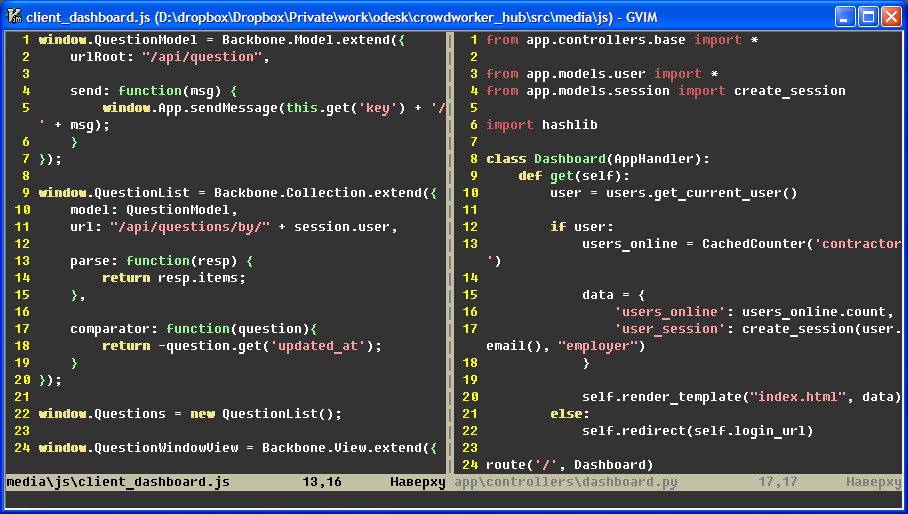 client_dashboard.js (D:\dropbox\Dropbox\Private\work\odesk\crowdworker_hub\src\media\js) - GVIM
1 window.QuestionModel = Backbone.Model.extend({
2     urlRoot: "/api/question",
3
4     send: function(msg) {
5         window.App.sendMessage(this.get('key') + '/
' + msg);
6     }
7 });
8
9 window.QuestionList = Backbone.Collection.extend({
10     model: QuestionModel,
11     url: "/api/questions/by/" + session.user,
12
13     parse: function(resp) {
14         return resp.items;
15     },
16
17     comparator: function(question){
18         return -question.get('updated_at');
19     }
20 });
21
22 window.Questions = new QuestionList();
23
24 window.QuestionWindowView = Backbone.View.extend({
media\js\client_dashboard.js 13,16 Наверху
1 from app.controllers.base import *
2
3 from app.models.user import *
4 from app.models.session import create_session
5
6 import hashlib
7
8 class Dashboard(AppHandler):
9     def get(self):
10         user = users.get_current_user()
11
12         if user:
13             users_online = CachedCounter('contractor
')
14
15             data = {
16                 'users_online': users_online.count,
17                 'user_session': create_session(user.
email(), "employer")
18             }
19
20             self.render_template("index.html", data)
21         else:
22             self.redirect(self.login_url)
23
24 route('/', Dashboard)
app\controllers\dashboard.py 17,17 Наверху